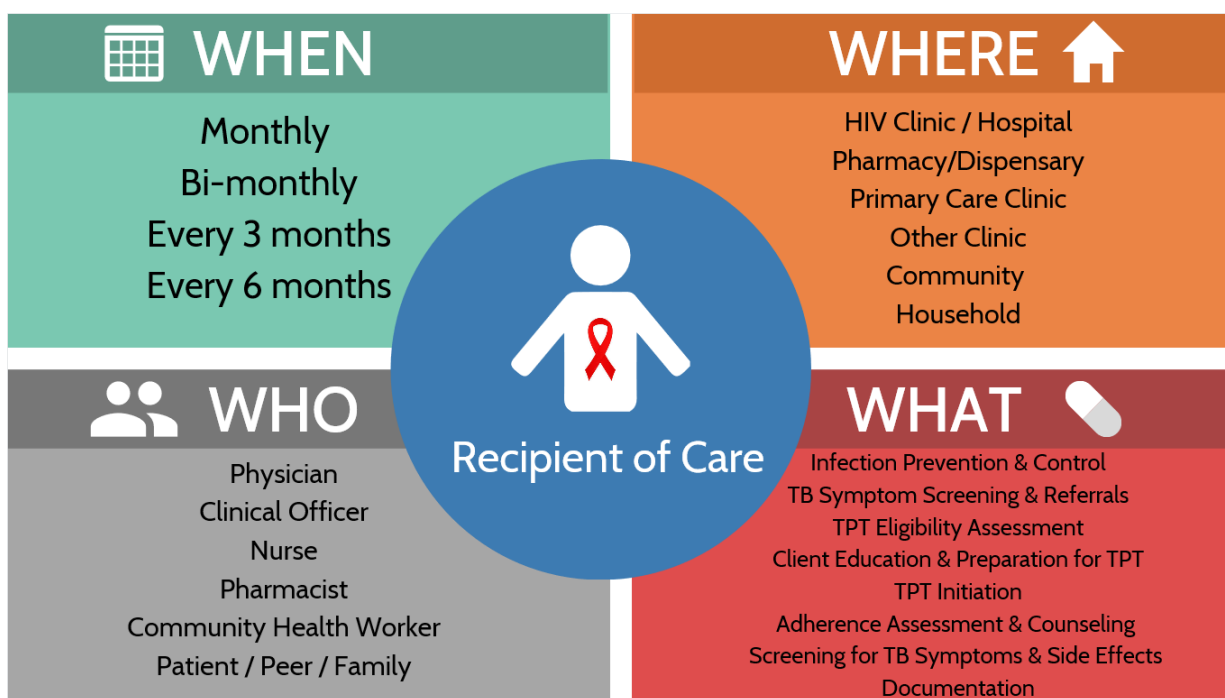 WHEN
Monthly
Bi-monthly
Every 3 months
Every 6 months
WHERE
HIV Clinic / Hospital
Pharmacy/Dispensary
Primary Care Clinic
Other Clinic
Community
Household
Recipient of Care
WHO
Physician
Clinical Officer
Nurse
Pharmacist
Community Health Worker
Patient / Peer / Family
WHAT
Infection Prevention & Control
TB Symptom Screening & Referrals
TPT Eligibility Assessment
Client Education & Preparation for TPT
TPT Initiation
Adherence Assessment & Counseling
Screening for TB Symptoms & Side Effects
Documentation